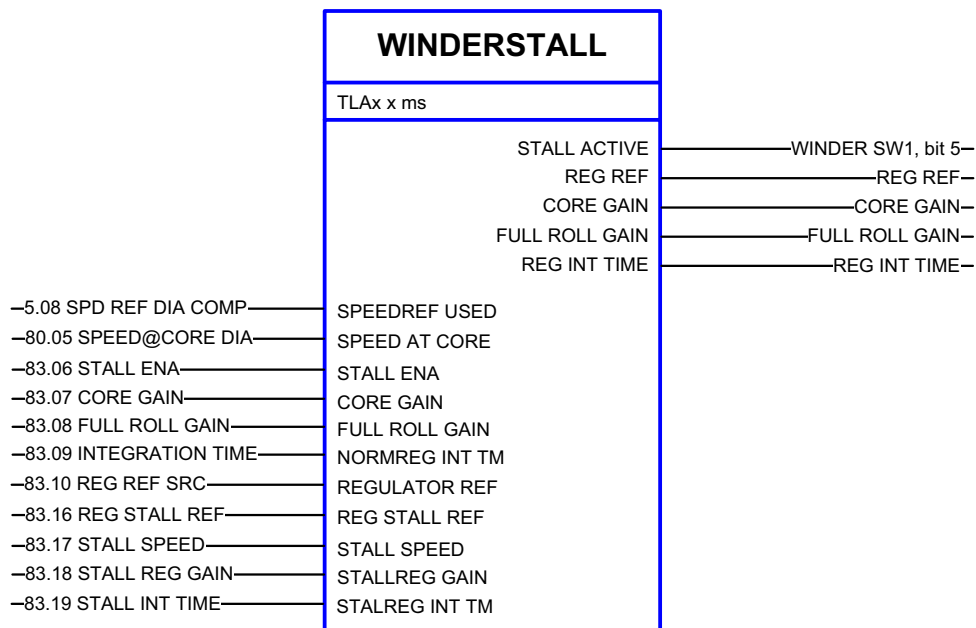 WINDERSTALL
TLAx x ms
STALL ACTIVE WINDER SW1, bit 5
REG REF REG REF
CORE GAIN CORE GAIN
FULL ROLL GAIN FULL ROLL GAIN
REG INT TIME REG INT TIME
5.08 SPD REF DIA COMP SPEEDREF USED
80.05 SPEED@CORE DIA SPEED AT CORE
83.06 STALL ENA STALL ENA
83.07 CORE GAIN CORE GAIN
83.08 FULL ROLL GAIN FULL ROLL GAIN
83.09 INTEGRATION TIME NORMREG INT TM
83.10 REG REF SRC REGULATOR REF
83.16 REG STALL REF REG STALL REF
83.17 STALL SPEED STALL SPEED
83.18 STALL REG GAIN STALLREG GAIN
83.19 STALL INT TIME STALREG INT TM